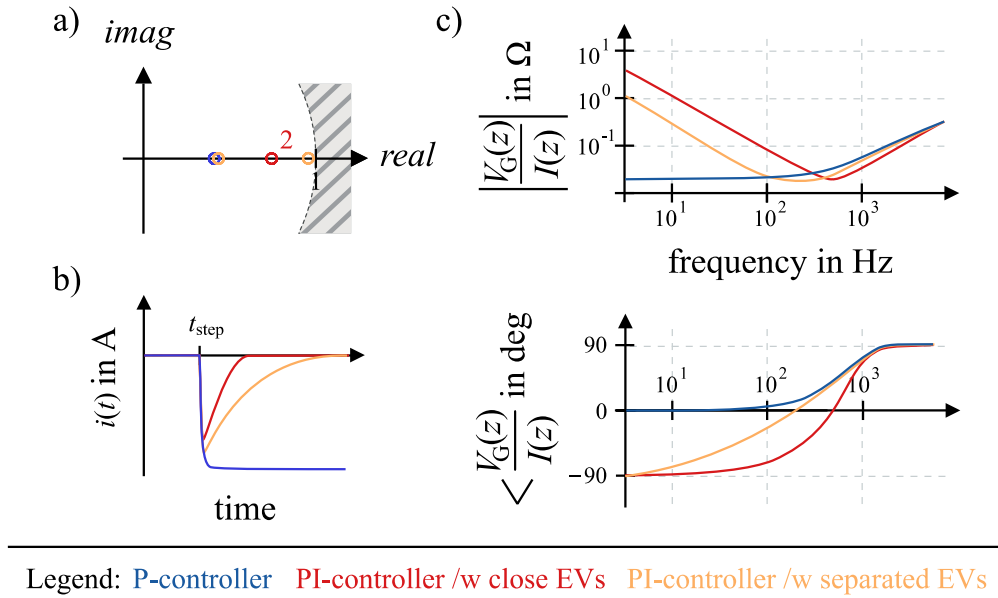 a)
imag
2
real
1
b)
t_step
i(t) in A
time
c)
|V_G(z)/I(z)| in Ω
10^1
10^0
10^-1
10^1 10^2 10^3
frequency in Hz
<V_G(z)/I(z) in deg
90
0
−90
10^1 10^2 10^3
Legend: P-controller PI-controller /w close EVs PI-controller /w separated EVs